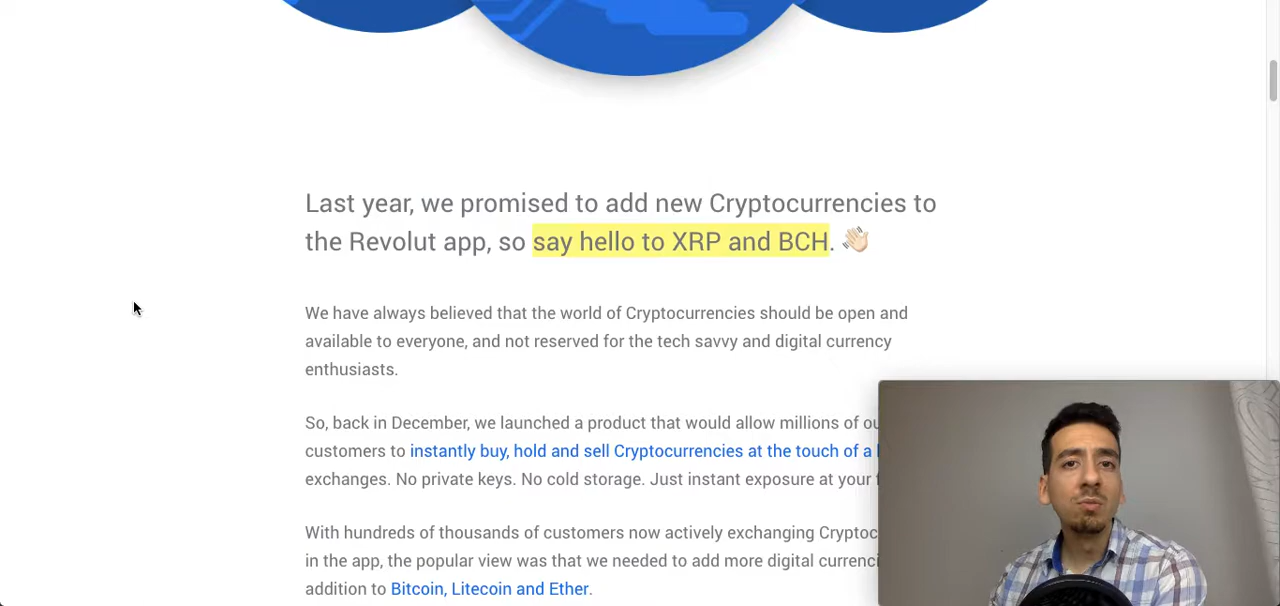 Last year, we promised to add new Cryptocurrencies to
the Revolut app, so say hello to XRP and BCH. 👋🏻
We have always believed that the world of Cryptocurrencies should be open and
available to everyone, and not reserved for the tech savvy and digital currency
enthusiasts.
So, back in December, we launched a product that would allow millions of
customers to instantly buy, hold and sell Cryptocurrencies at the touch of a
exchanges. No private keys. No cold storage. Just instant exposure at your
With hundreds of thousands of customers now actively exchanging
in the app, the popular view was that we needed to add more digital
addition to Bitcoin, Litecoin and Ether.